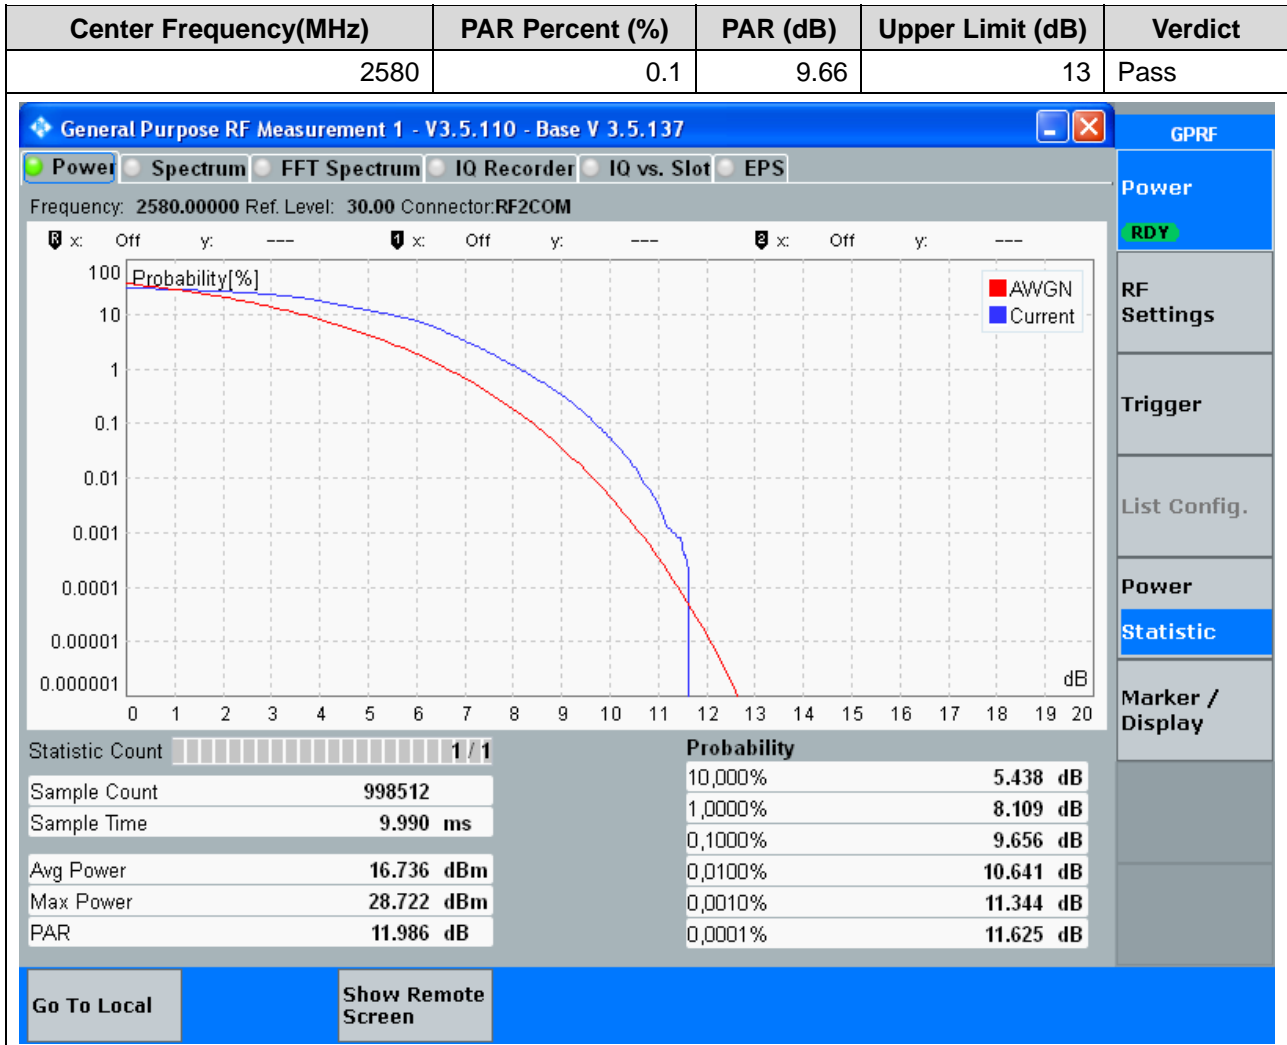 Center Frequency(MHz) PAR Percent (%) PAR (dB) Upper Limit (dB) Verdict
2580 0.1 9.66 13 Pass
General Purpose RF Measurement 1 - V3.5.110 - Base V 3.5.137
GPRF
Power Spectrum FFT Spectrum IQ Recorder IQ vs. Slot EPS
Power
RDY
Frequency: 2580.00000 Ref. Level: 30.00 Connector:RF2COM
R x: Off y: --- 1 x: Off y: --- 2 x: Off y: ---
Probability[%]
AWGN
Current
100
10
1
0.1
0.01
0.001
0.0001
0.00001
0.000001
dB
0 1 2 3 4 5 6 7 8 9 10 11 12 13 14 15 16 17 18 19 20
RF
Settings
Trigger
List Config.
Power
Statistic
Marker /
Display
Statistic Count 1 / 1
Sample Count 998512
Sample Time 9.990 ms
Avg Power 16.736 dBm
Max Power 28.722 dBm
PAR 11.986 dB
Probability
10,000% 5.438 dB
1,0000% 8.109 dB
0,1000% 9.656 dB
0,0100% 10.641 dB
0,0010% 11.344 dB
0,0001% 11.625 dB
Go To Local
Show Remote
Screen